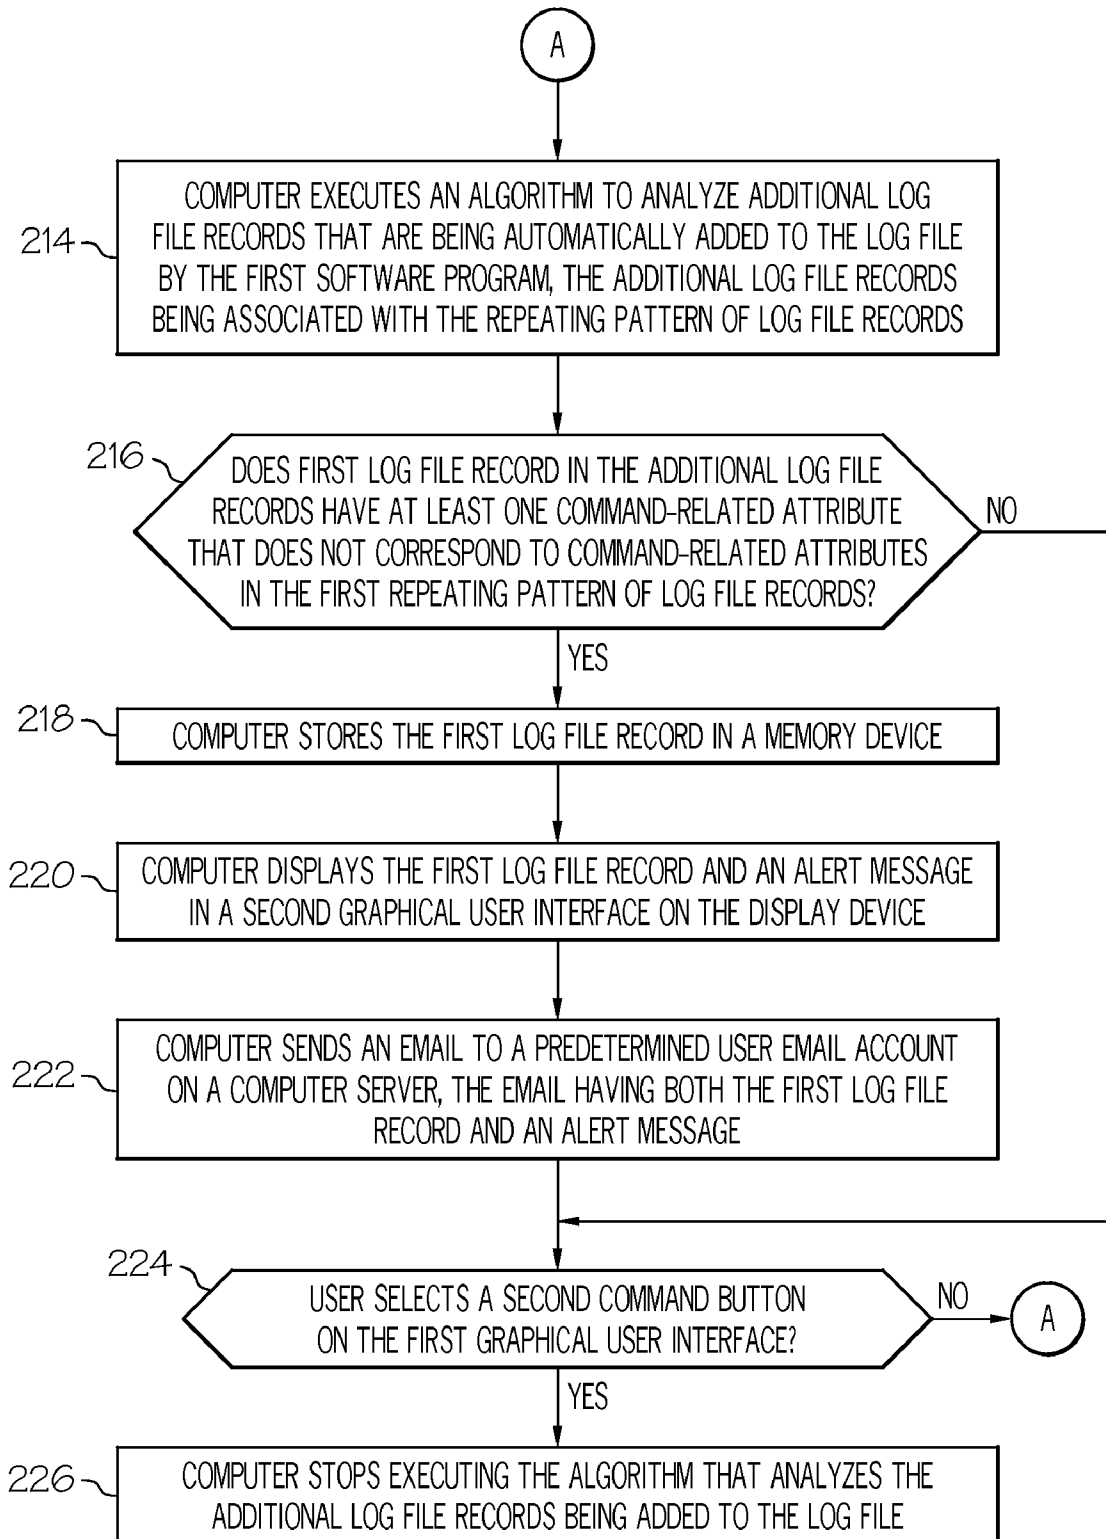 A
214
COMPUTER EXECUTES AN ALGORITHM TO ANALYZE ADDITIONAL LOG
FILE RECORDS THAT ARE BEING AUTOMATICALLY ADDED TO THE LOG FILE
BY THE FIRST SOFTWARE PROGRAM, THE ADDITIONAL LOG FILE RECORDS
BEING ASSOCIATED WITH THE REPEATING PATTERN OF LOG FILE RECORDS
216
DOES FIRST LOG FILE RECORD IN THE ADDITIONAL LOG FILE
RECORDS HAVE AT LEAST ONE COMMAND-RELATED ATTRIBUTE
THAT DOES NOT CORRESPOND TO COMMAND-RELATED ATTRIBUTES
IN THE FIRST REPEATING PATTERN OF LOG FILE RECORDS?
NO
YES
218
COMPUTER STORES THE FIRST LOG FILE RECORD IN A MEMORY DEVICE
220
COMPUTER DISPLAYS THE FIRST LOG FILE RECORD AND AN ALERT MESSAGE
IN A SECOND GRAPHICAL USER INTERFACE ON THE DISPLAY DEVICE
222
COMPUTER SENDS AN EMAIL TO A PREDETERMINED USER EMAIL ACCOUNT
ON A COMPUTER SERVER, THE EMAIL HAVING BOTH THE FIRST LOG FILE
RECORD AND AN ALERT MESSAGE
224
USER SELECTS A SECOND COMMAND BUTTON
ON THE FIRST GRAPHICAL USER INTERFACE?
NO
A
YES
226
COMPUTER STOPS EXECUTING THE ALGORITHM THAT ANALYZES THE
ADDITIONAL LOG FILE RECORDS BEING ADDED TO THE LOG FILE